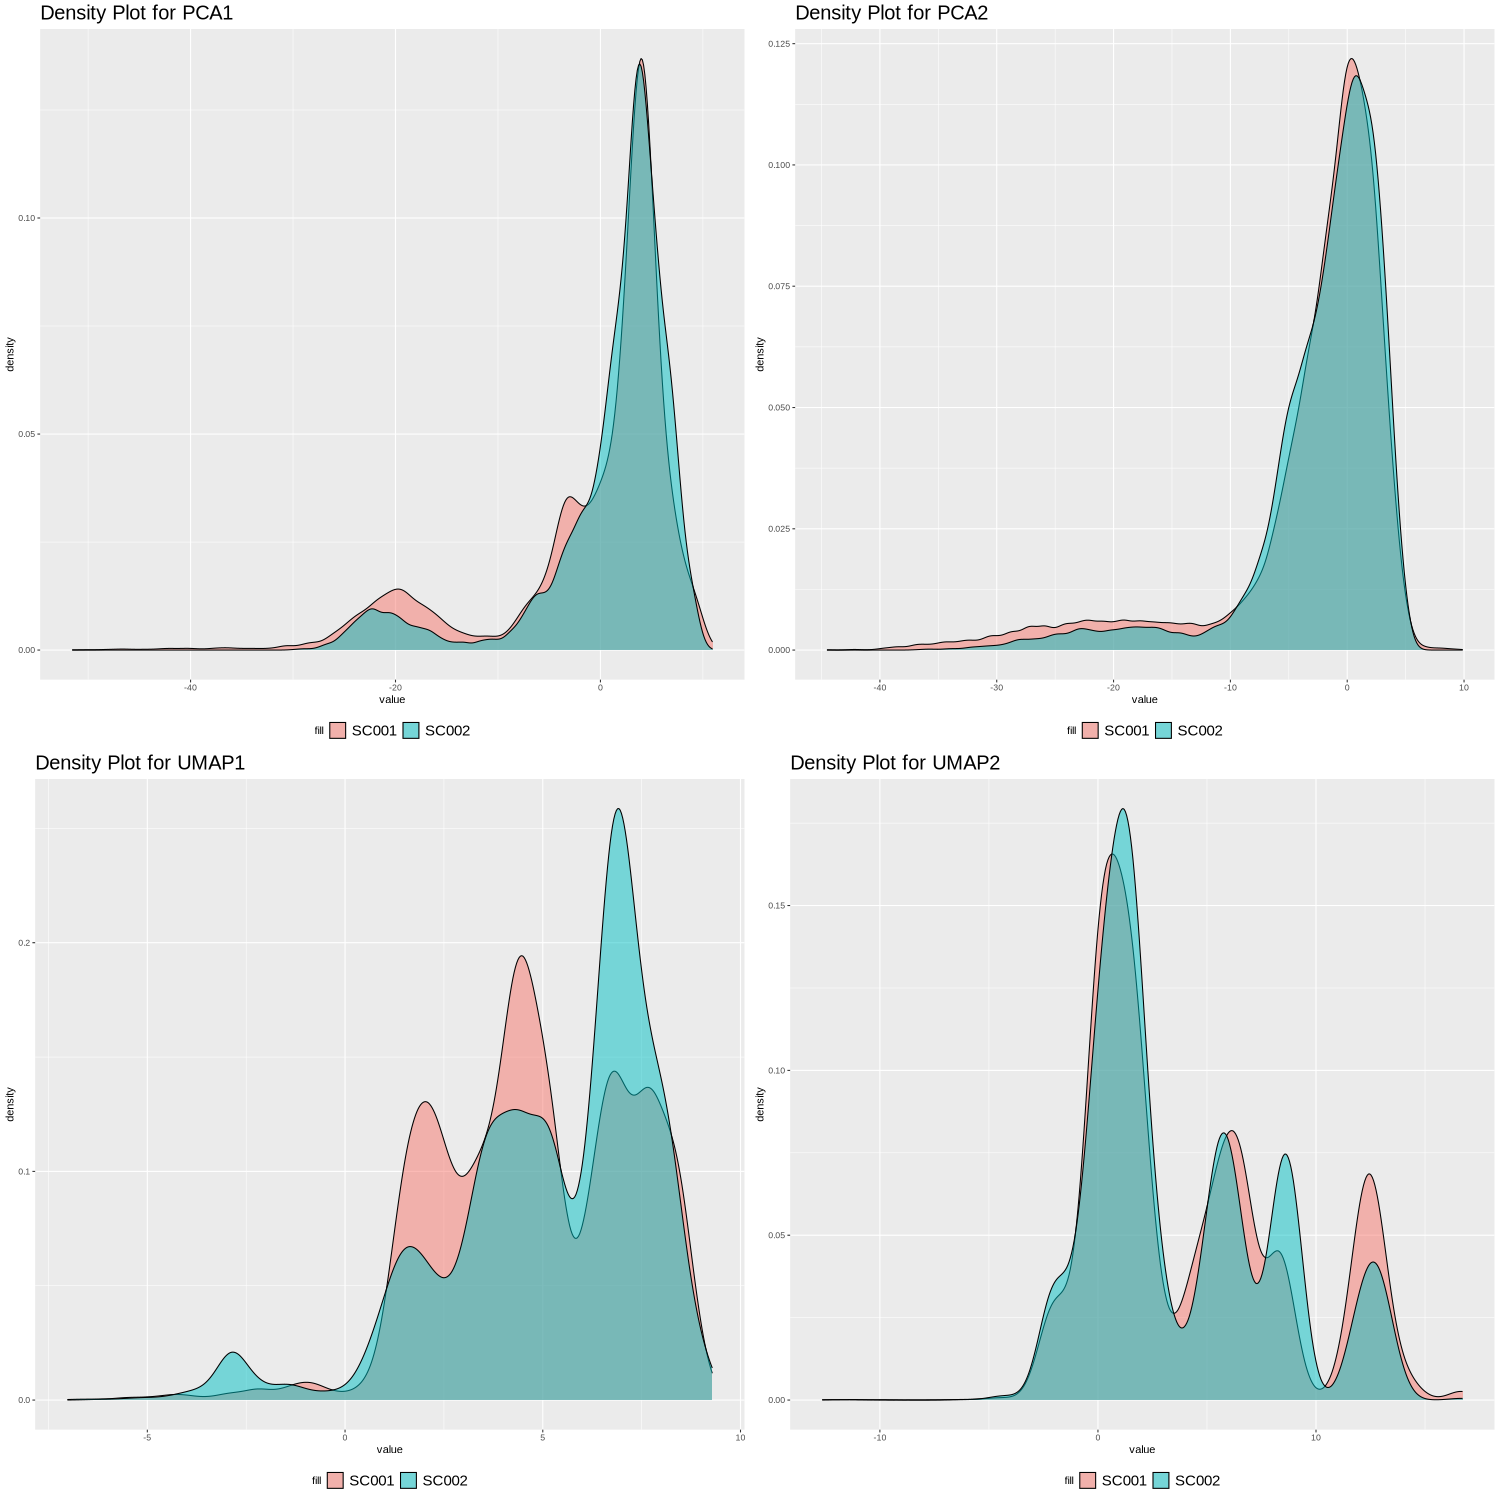 Density Plot for PCA1
density
0.10
0.05
0.00
-40 -20 0
value
fill SC001 SC002
Density Plot for PCA2
density
0.125
0.100
0.075
0.050
0.025
0.000
-40 -30 -20 -10 0 10
value
fill SC001 SC002
Density Plot for UMAP1
density
0.2
0.1
0.0
-5 0 5 10
value
fill SC001 SC002
Density Plot for UMAP2
density
0.15
0.10
0.05
0.00
-10 0 10
value
fill SC001 SC002